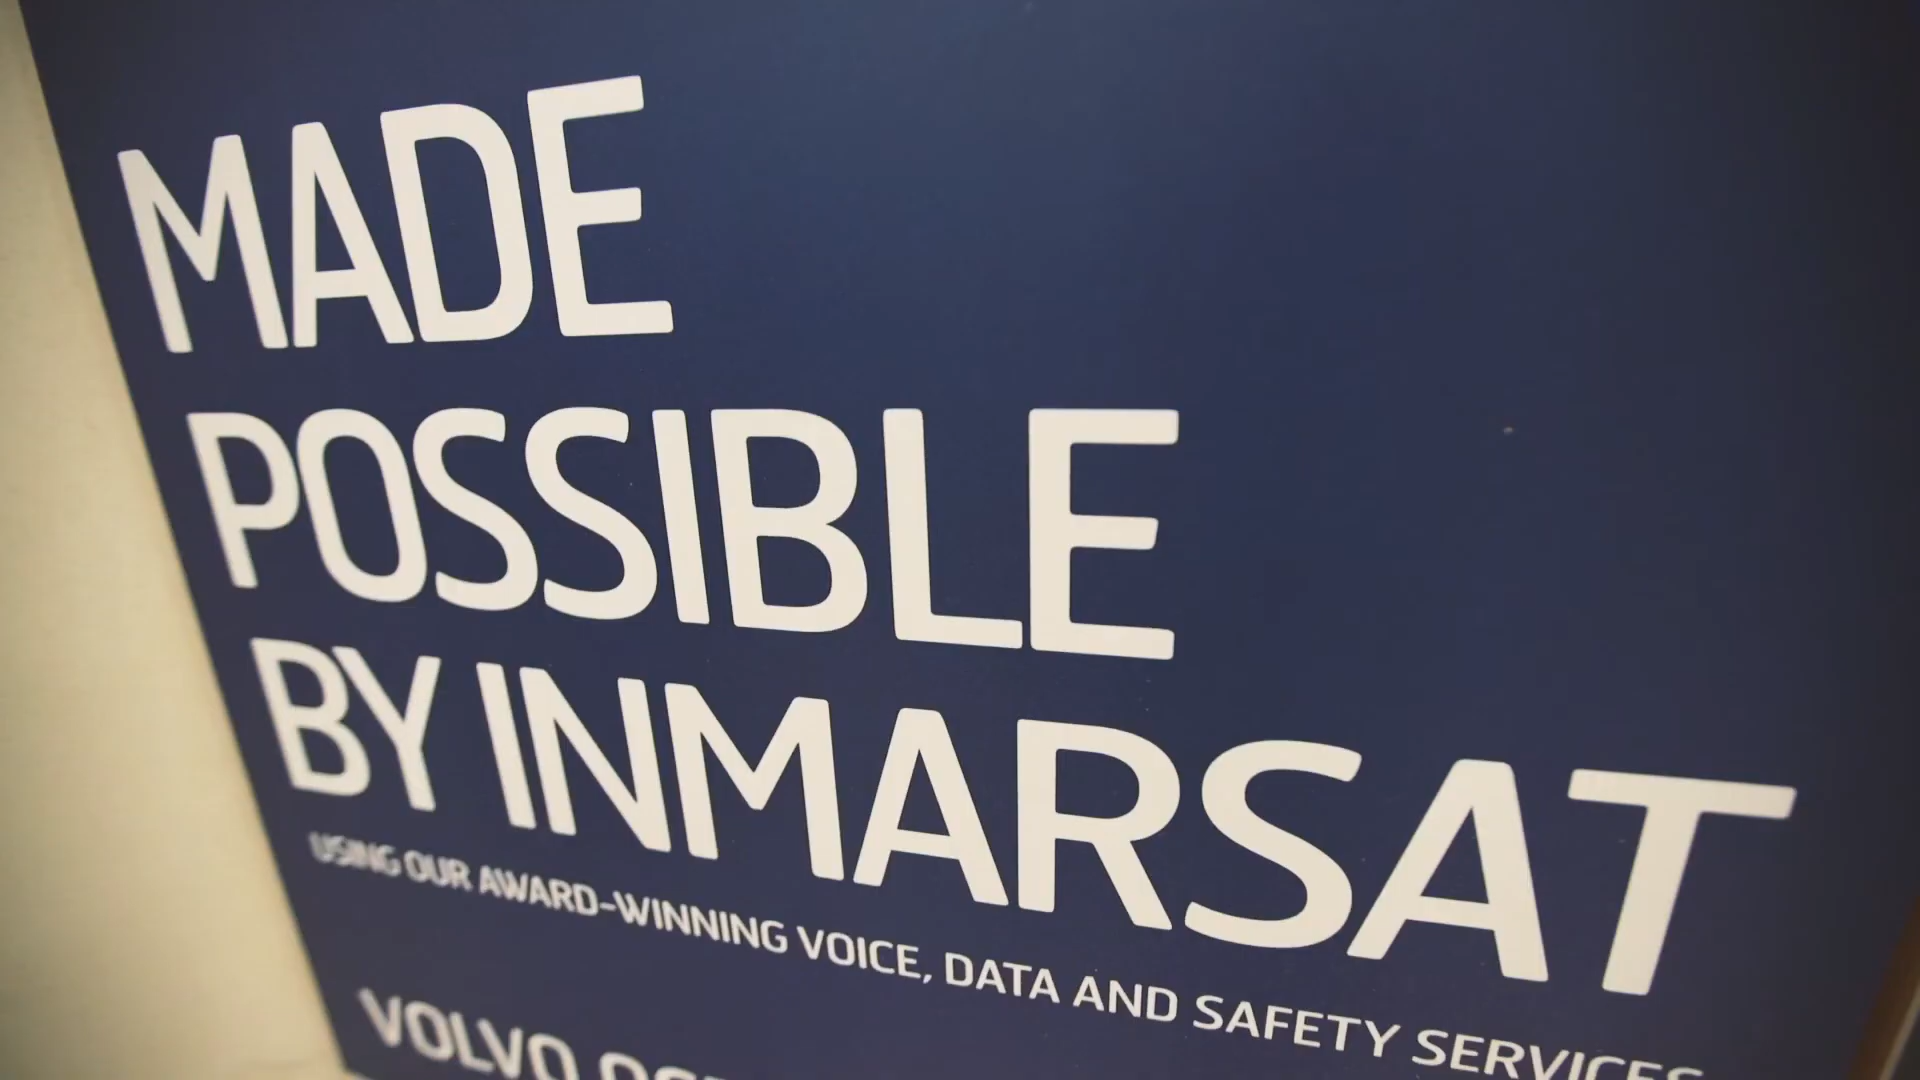 MADE
POSSIBLE
BY INMARSAT
USING OUR AWARD-WINNING VOICE, DATA AND SAFETY SERVICES
VOLVO